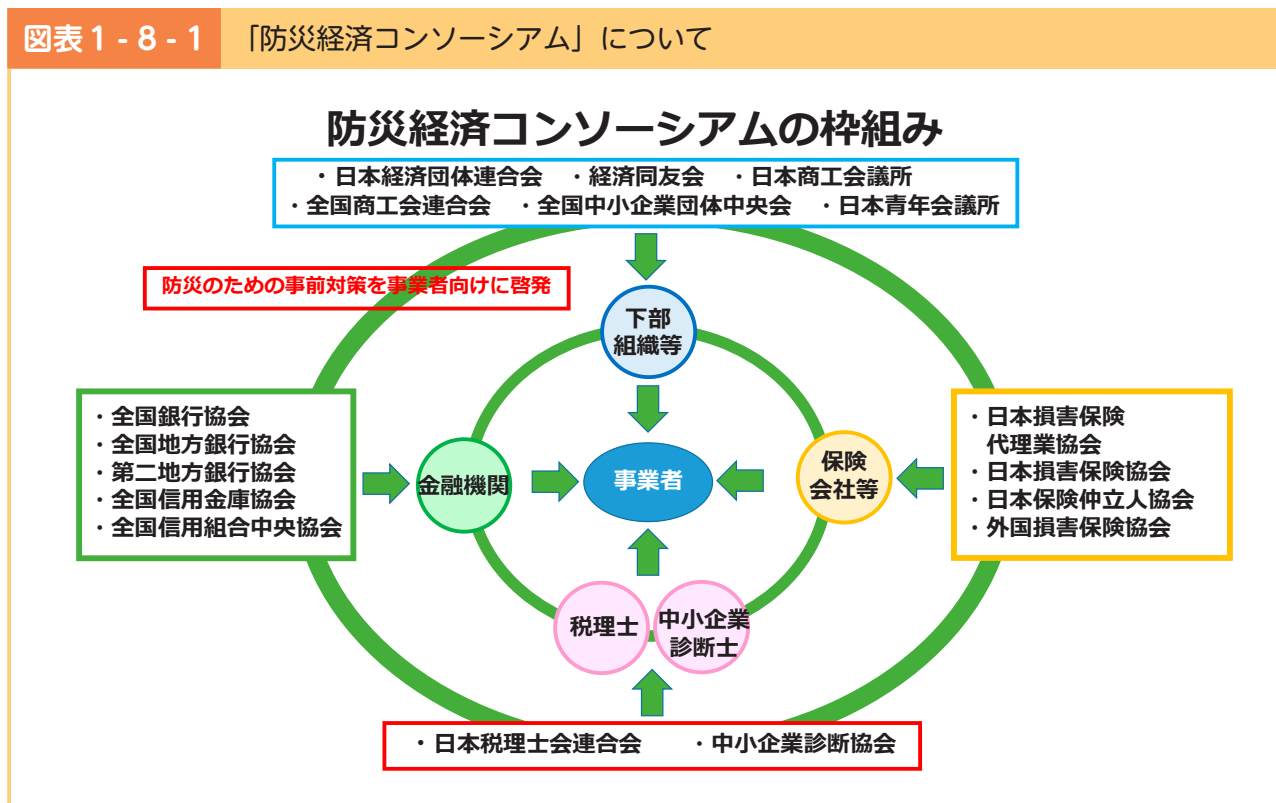 図表1-8-1 「防災経済コンソーシアム」について
防災経済コンソーシアムの枠組み
・日本経済団体連合会 ・経済同友会 ・日本商工会議所
・全国商工会連合会 ・全国中小企業団体中央会 ・日本青年会議所
防災のための事前対策を事業者向けに啓発
下部
組織等
・全国銀行協会
・全国地方銀行協会
・第二地方銀行協会
・全国信用金庫協会
・全国信用組合中央協会
金融機関
事業者
保険
会社等
・日本損害保険
代理業協会
・日本損害保険協会
・日本保険仲立人協会
・外国損害保険協会
税理士
中小企業
診断士
・日本税理士会連合会 ・中小企業診断協会